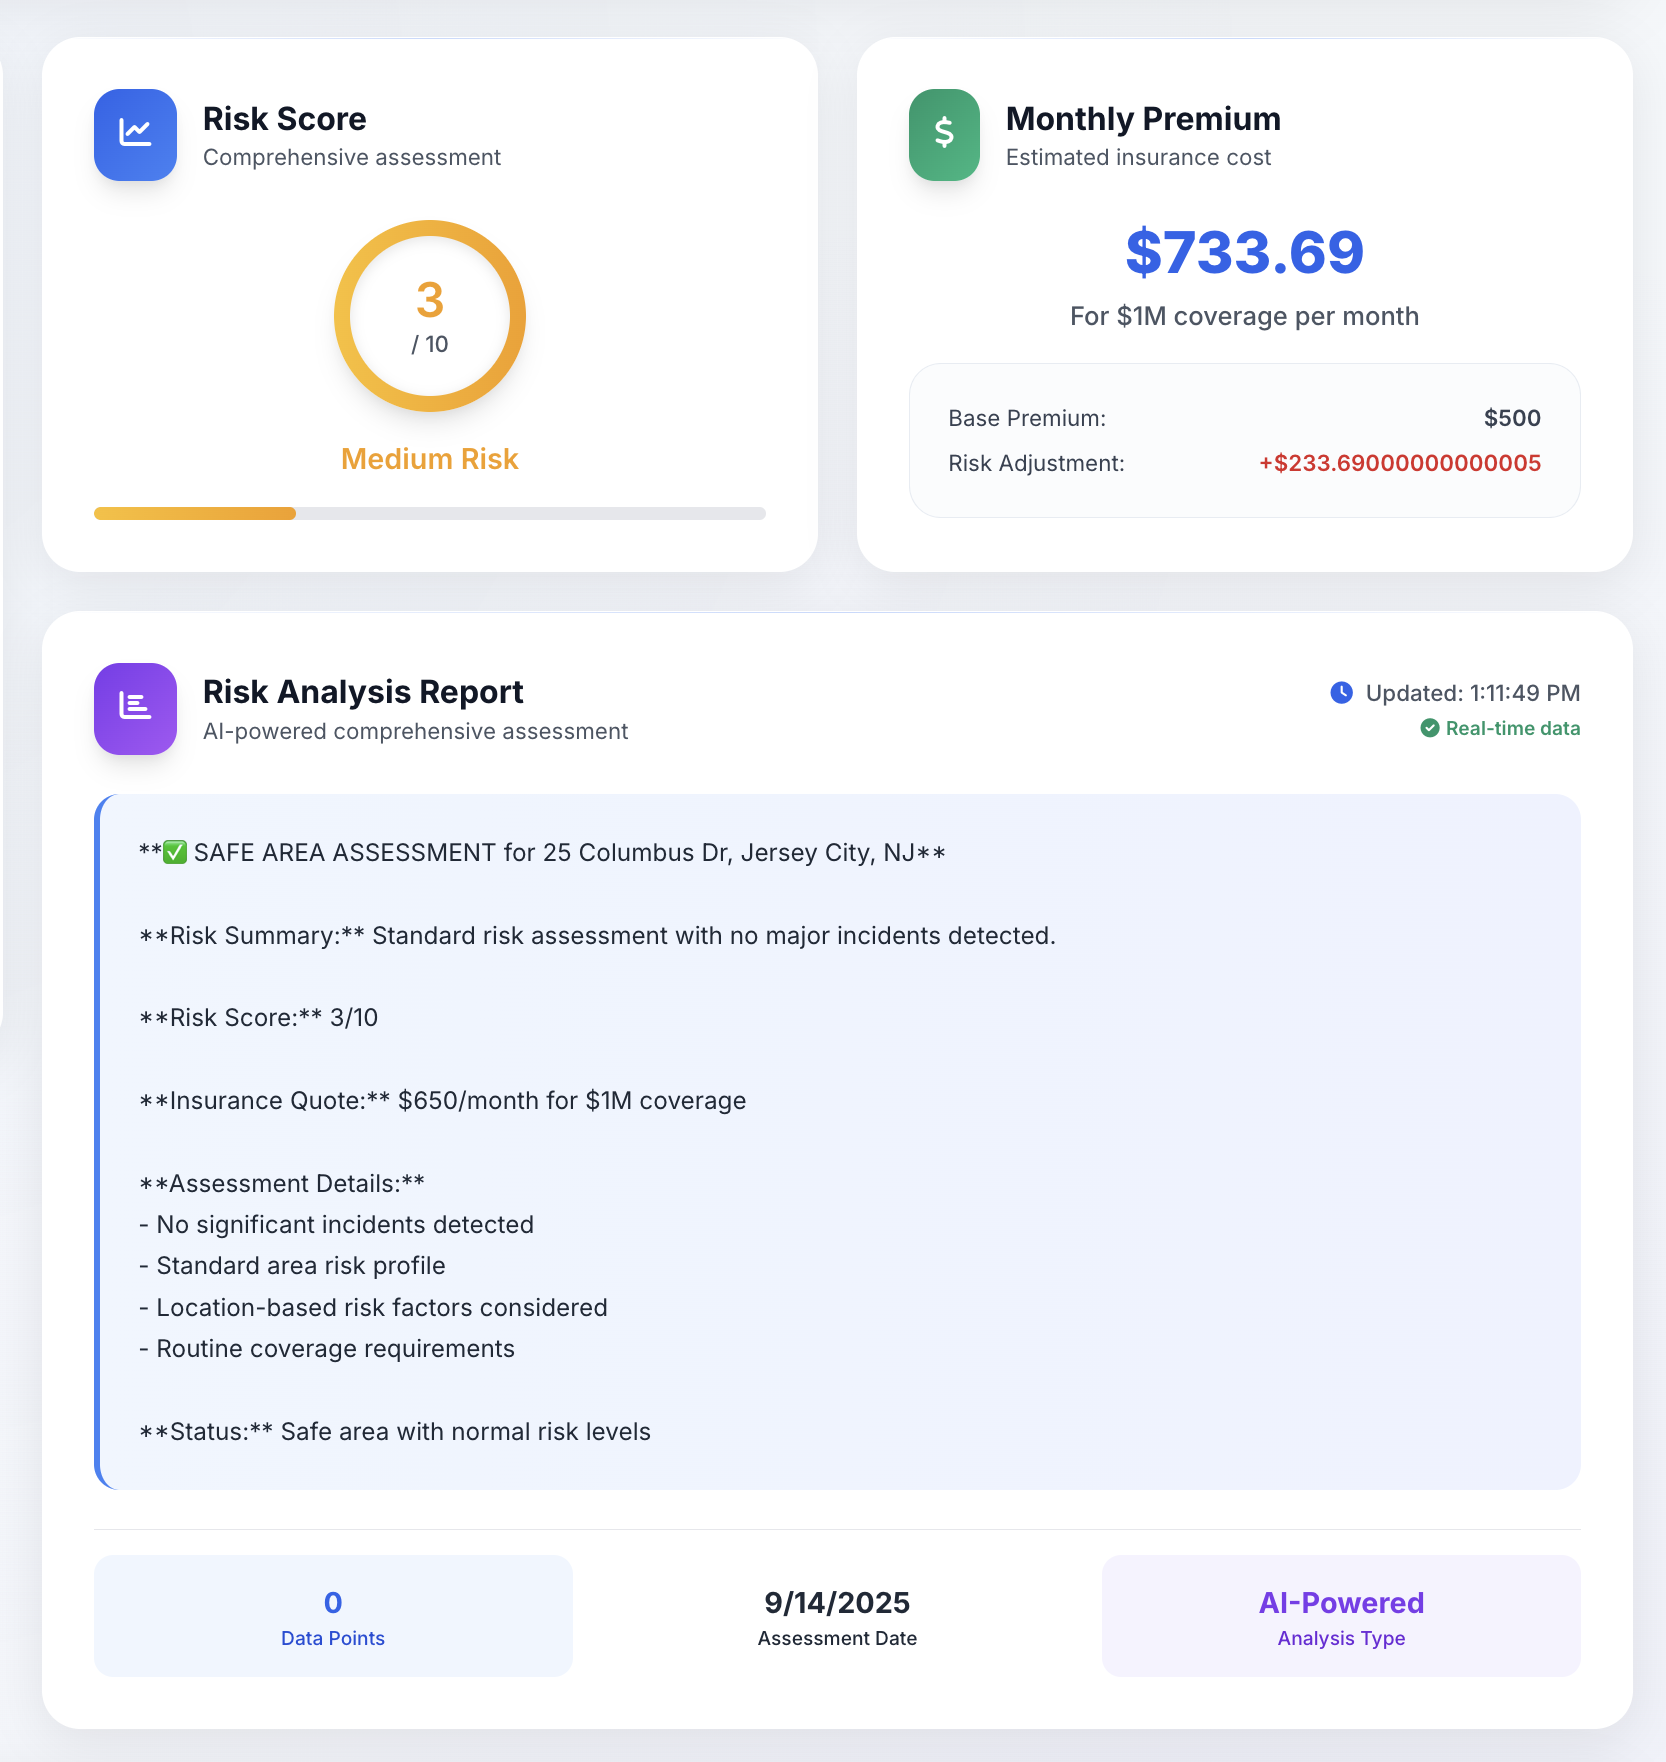 Risk Score
Comprehensive assessment
3
/ 10
Medium Risk
Monthly Premium
Estimated insurance cost
$733.69
For $1M coverage per month
Base Premium: $500
Risk Adjustment: +$233.69000000000005
Risk Analysis Report
AI-powered comprehensive assessment
Updated: 1:11:49 PM
Real-time data
**✅ SAFE AREA ASSESSMENT for 25 Columbus Dr, Jersey City, NJ**
**Risk Summary:** Standard risk assessment with no major incidents detected.
**Risk Score:** 3/10
**Insurance Quote:** $650/month for $1M coverage
**Assessment Details:**
- No significant incidents detected
- Standard area risk profile
- Location-based risk factors considered
- Routine coverage requirements
**Status:** Safe area with normal risk levels
0
Data Points
9/14/2025
Assessment Date
AI-Powered
Analysis Type